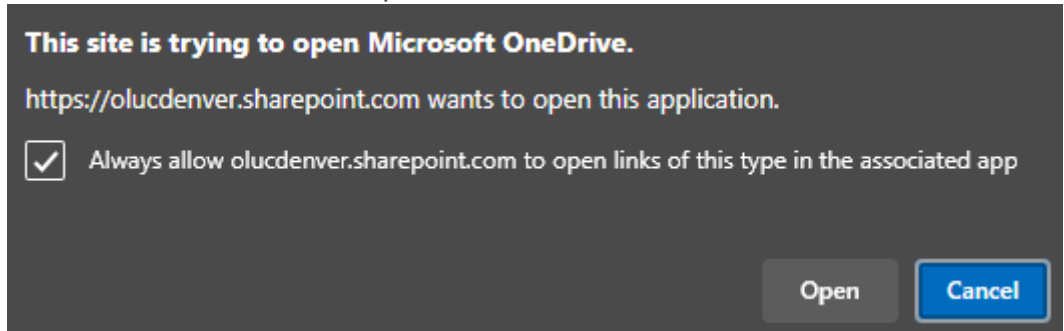 This site is trying to open Microsoft OneDrive.
https://olucdenver.sharepoint.com wants to open this application.
Always allow olucdenver.sharepoint.com to open links of this type in the associated app
Open
Cancel